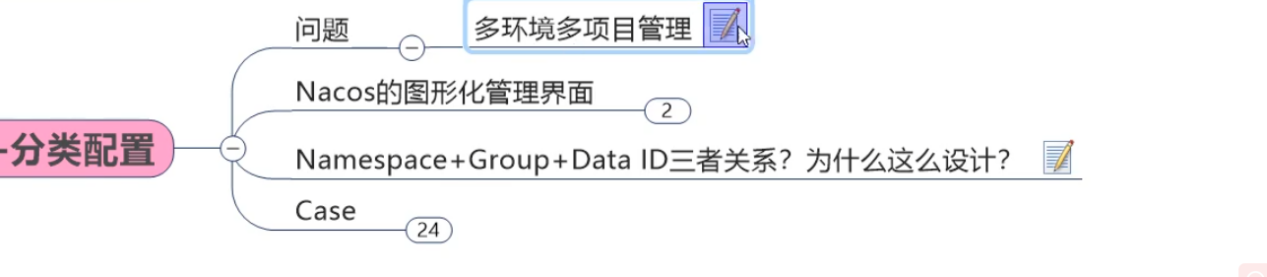 问题
多环境多项目管理
Nacos的图形化管理界面
2
-分类配置
Namespace+Group+Data ID三者关系？为什么这么设计？
Case
24